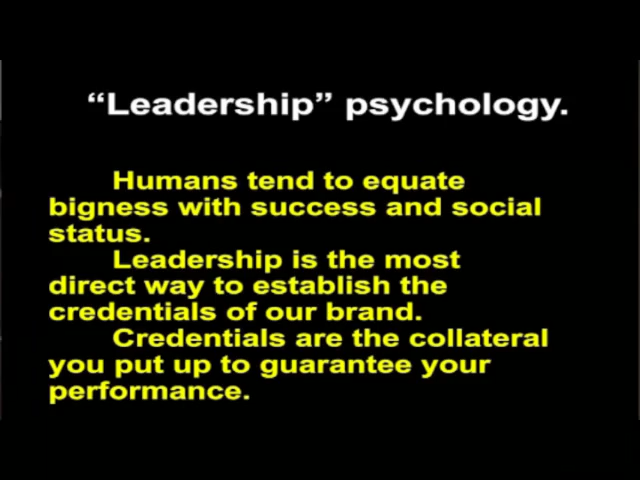 “Leadership” psychology.
Humans tend to equate
bigness with success and social
status.
Leadership is the most
direct way to establish the
credentials of our brand.
Credentials are the collateral
you put up to guarantee your
performance.